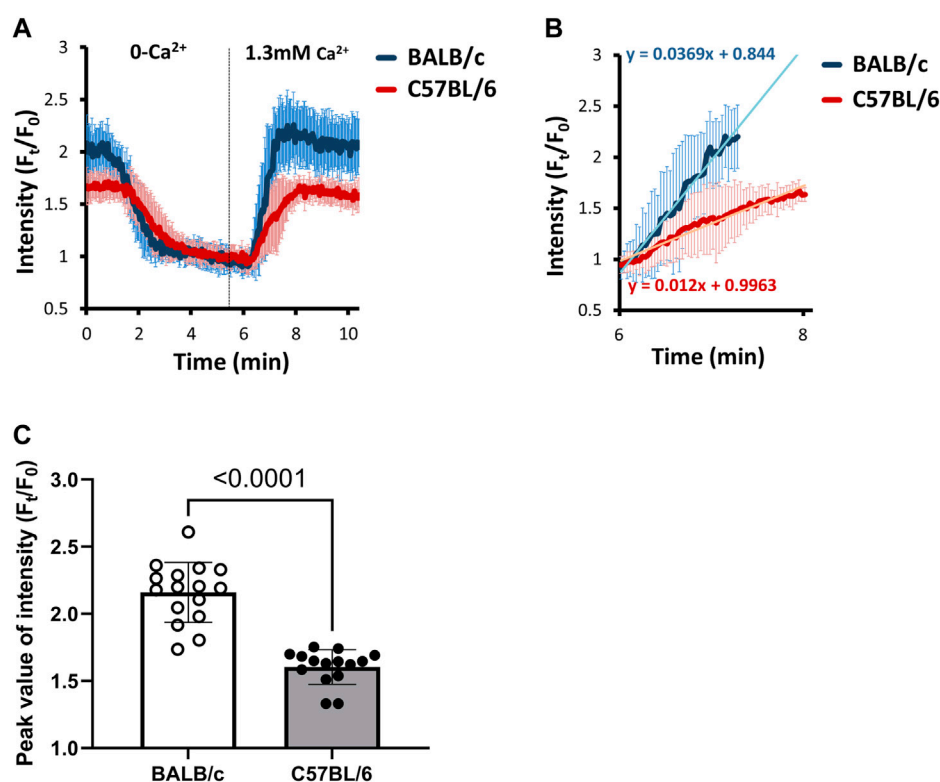 A
0-Ca²⁺
1.3mM Ca²⁺
BALB/c
C57BL/6
Intensity (Fₜ/F₀)
3
2.5
2
1.5
1
0.5
0
2
4
6
8
10
Time (min)
B
y = 0.0369x + 0.844
BALB/c
C57BL/6
Intensity (Fₜ/F₀)
3
2.5
2
1.5
1
0.5
y = 0.012x + 0.9963
6
8
Time (min)
C
<0.0001
Peak value of intensity (Fₜ/F₀)
3.0
2.5
2.0
1.5
1.0
BALB/c
C57BL/6